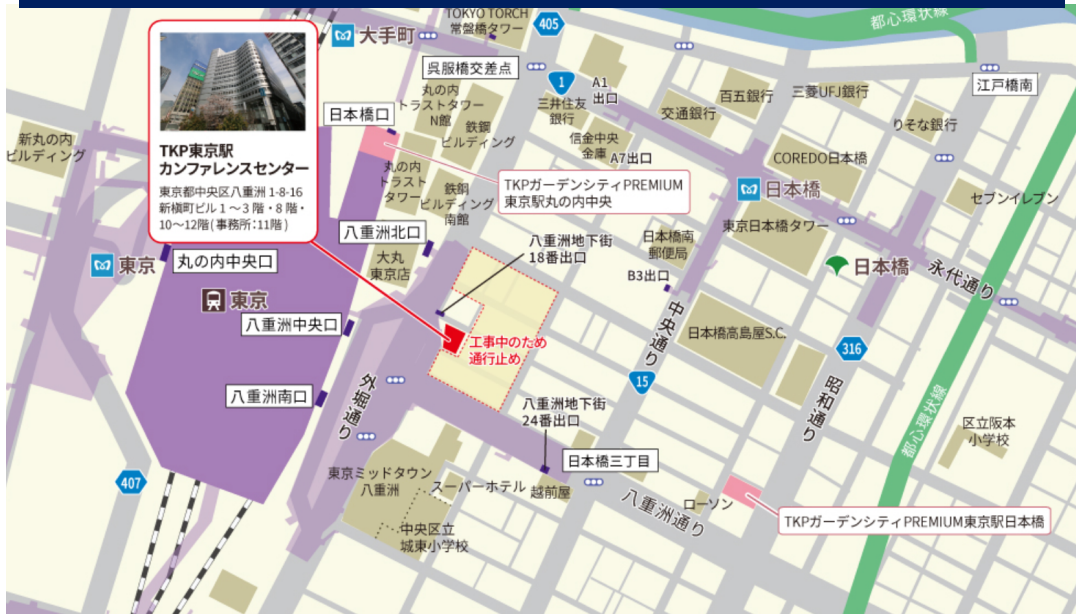 TOKYO TORCH
常盤橋タワー
405
都心環状線
大手町
呉服橋交差点
1
A1
出口
江戸橋南
丸の内
トラストタワー
N館
三井住友
銀行
交通銀行
百五銀行
三菱UFJ銀行
りそな銀行
日本橋口
鉄鋼
ビルディング
信金中央
金庫
A7出口
COREDO日本橋
新丸の内
ビルディング
TKP東京駅
カンファレンスセンター
東京都中央区八重洲 1-8-16
新槇町ビル 1 ～ 3 階・8 階・
10～12階 ( 事務所：11階 )
丸の内
トラスト
タワー
鉄鋼
ビルディング
南館
TKPガーデンシティPREMIUM
東京駅丸の内中央
日本橋
セブンイレブン
東京日本橋タワー
八重洲北口
八重洲地下街
18番出口
日本橋南
郵便局
B3出口
日本橋
永代通り
東京
丸の内中央口
大丸
東京店
東京
八重洲中央口
工事中のため
通行止め
中央通り
日本橋高島屋S.C.
316
15
昭和通り
八重洲南口
外堀通り
八重洲地下街
24番出口
都心環状線
区立阪本
小学校
407
東京ミッドタウン
八重洲
スーパーホテル
越前屋
日本橋三丁目
八重洲通り
ローソン
中央区立
城東小学校
TKPガーデンシティPREMIUM東京駅日本橋